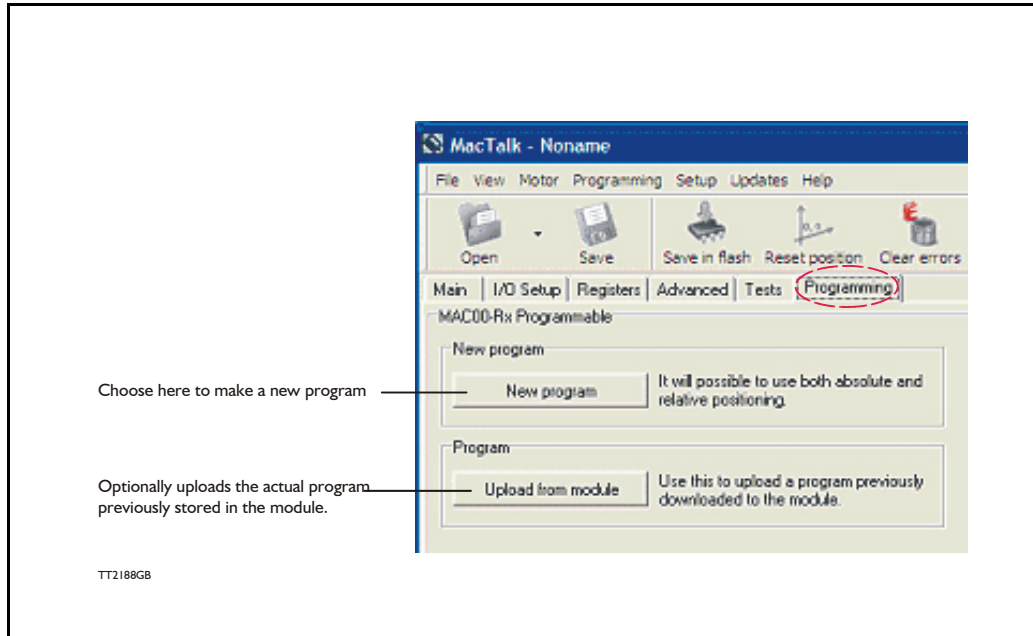 MacTalk - Noname
File View Motor Programming Setup Updates Help
Open
Save
Save in flash
Reset position
Clear errors
Main
I/O Setup
Registers
Advanced
Tests
Programming
MAC00-Rx Programmable
New program
Choose here to make a new program
New program
It will possible to use both absolute and
relative positioning.
Program
Optionally uploads the actual program
previously stored in the module.
Upload from module
Use this to upload a program previously
downloaded to the module.
TT2188GB